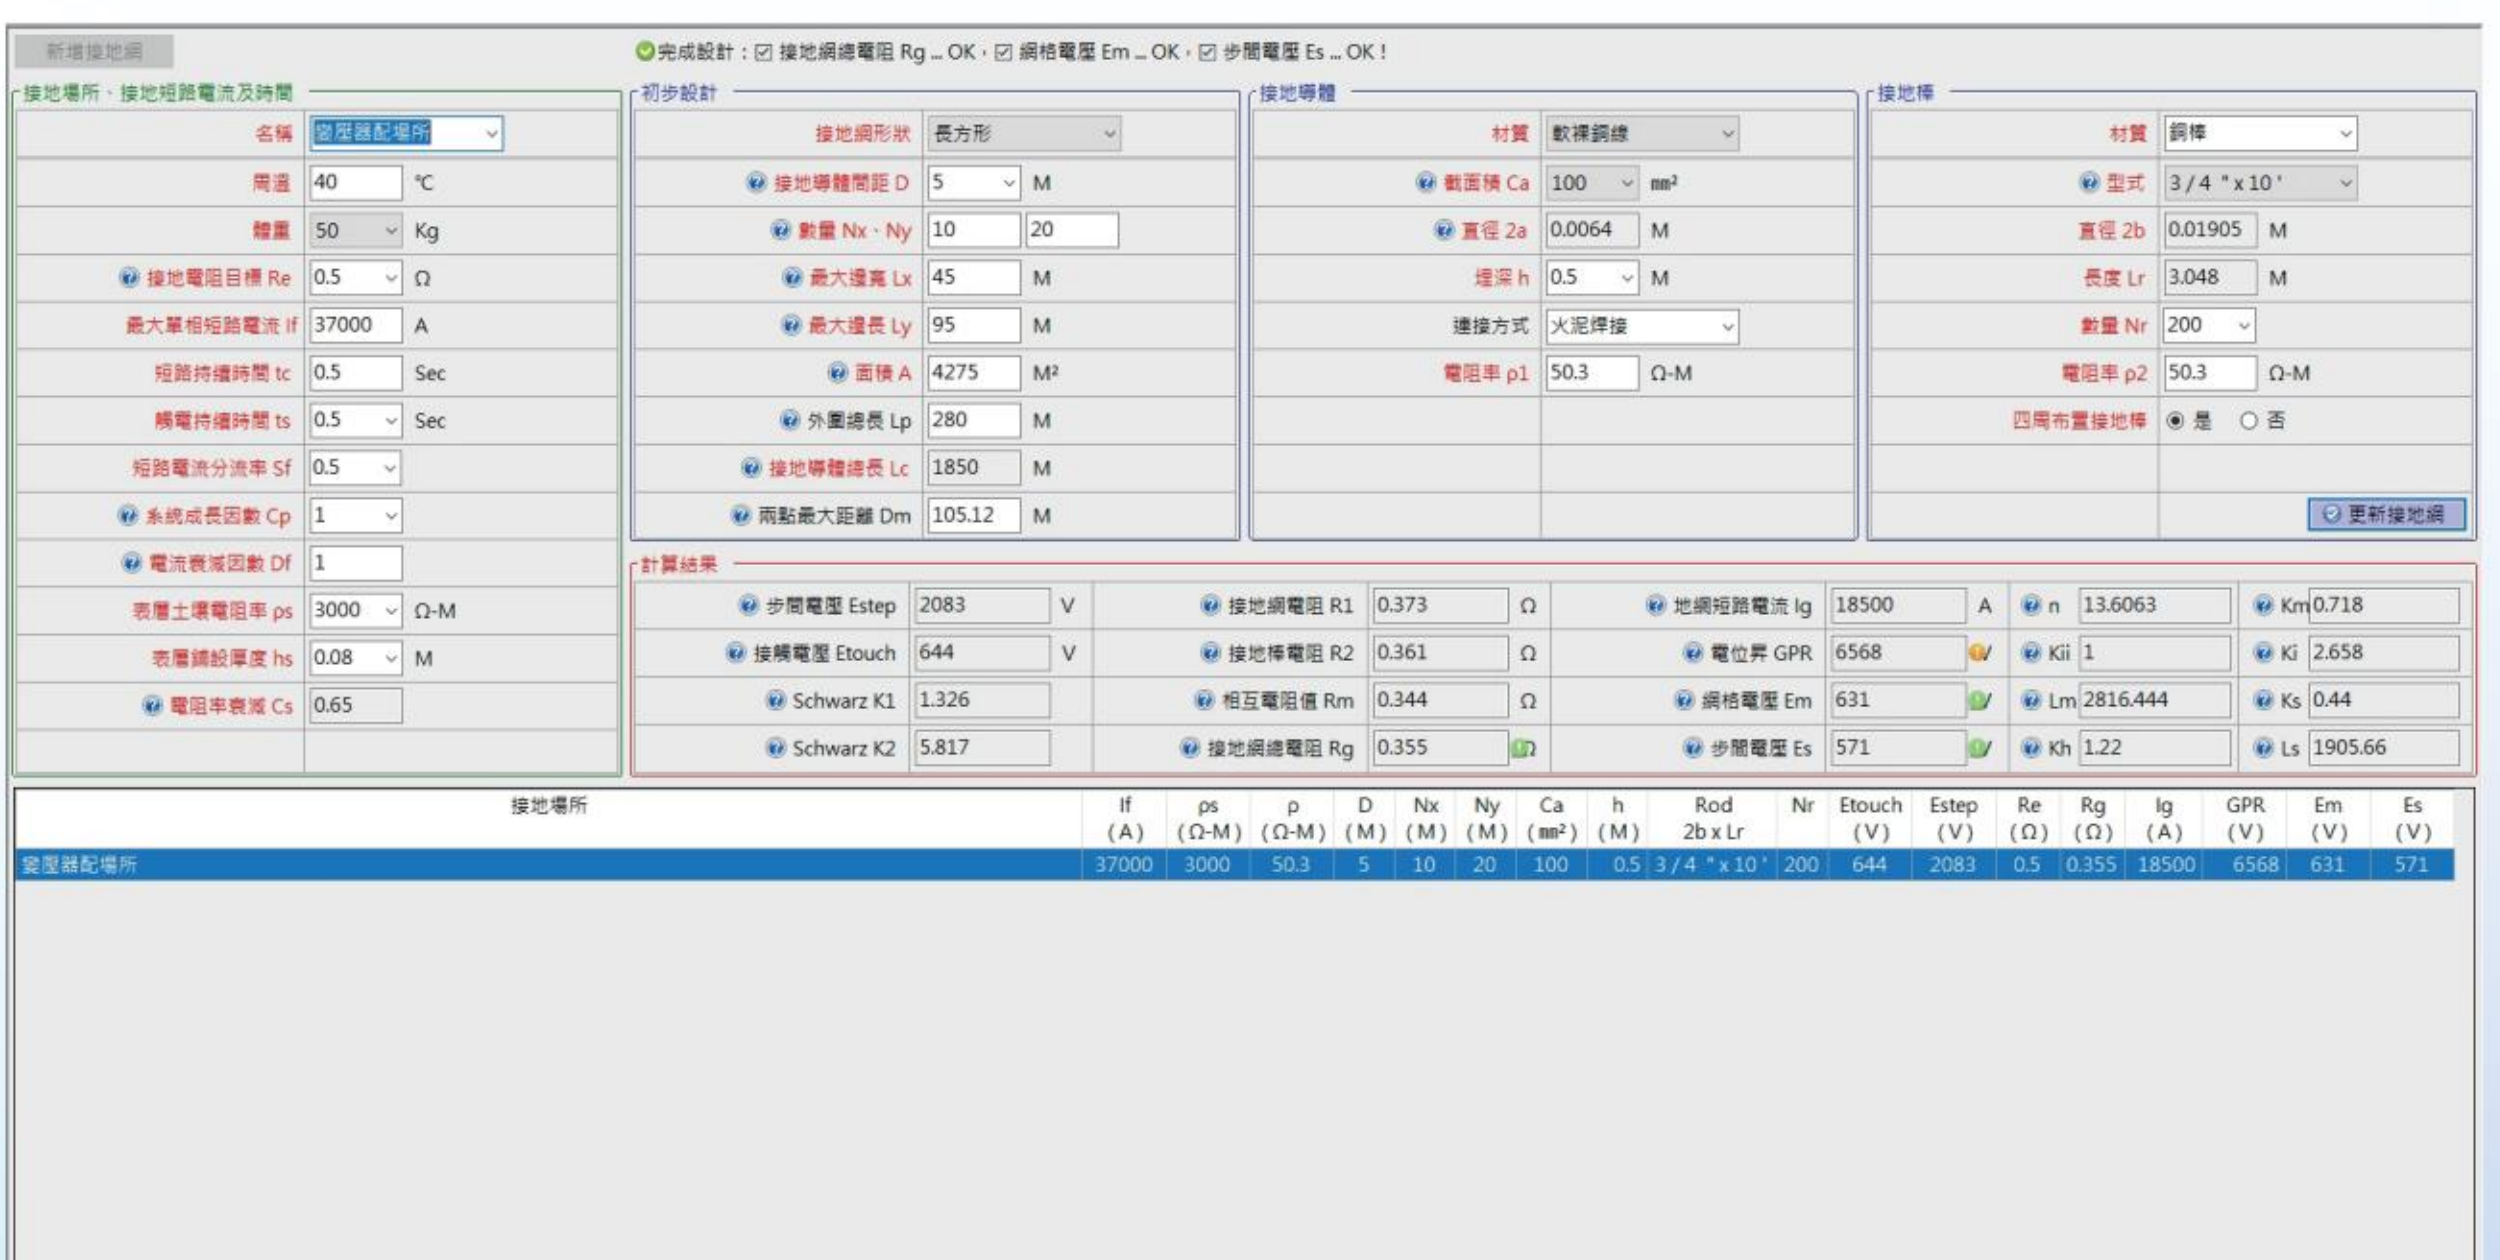 新增接地網
完成設計：☑ 接地網總電阻 Rg ... OK，☑ 網格電壓 Em ... OK，☑ 步間電壓 Es ... OK！
接地場所、接地短路電流及時間
名稱 變壓器配場所
周溫 40 ℃
體重 50 Kg
接地電阻目標 Re 0.5 Ω
最大單相短路電流 If 37000 A
短路持續時間 tc 0.5 Sec
觸電持續時間 ts 0.5 Sec
短路電流分流率 Sf 0.5
系統成長因數 Cp 1
電流衰減因數 Df 1
表層土壤電阻率 ρs 3000 Ω-M
表層鋪設厚度 hs 0.08 M
電阻率衰減 Cs 0.65
初步設計
接地網形狀 長方形
接地導體間距 D 5 M
數量 Nx、Ny 10 20
最大邊寬 Lx 45 M
最大邊長 Ly 95 M
面積 A 4275 M²
外圍總長 Lp 280 M
接地導體總長 Lc 1850 M
兩點最大距離 Dm 105.12 M
接地導體
材質 軟裸銅線
截面積 Ca 100 mm²
直徑 2a 0.0064 M
埋深 h 0.5 M
連接方式 火泥焊接
電阻率 ρ1 50.3 Ω-M
接地棒
材質 銅棒
型式 3 / 4 " x 10 '
直徑 2b 0.01905 M
長度 Lr 3.048 M
數量 Nr 200
電阻率 ρ2 50.3 Ω-M
四周布置接地棒 是 否
更新接地網
計算結果
步間電壓 Estep 2083 V 接地網電阻 R1 0.373 Ω 地網短路電流 Ig 18500 A n 13.6063 Km 0.718
接觸電壓 Etouch 644 V 接地棒電阻 R2 0.361 Ω 電位昇 GPR 6568 Kii 1 Ki 2.658
Schwarz K1 1.326 相互電阻值 Rm 0.344 Ω 網格電壓 Em 631 Lm 2816.444 Ks 0.44
Schwarz K2 5.817 接地網總電阻 Rg 0.355 步間電壓 Es 571 Kh 1.22 Ls 1905.66
接地場所 If ρs ρ D Nx Ny Ca h Rod Nr Etouch Estep Re Rg Ig GPR Em Es
(A) (Ω-M) (Ω-M) (M) (M) (M) (mm²) (M) 2b x Lr (V) (V) (Ω) (Ω) (A) (V) (V) (V)
變壓器配場所 37000 3000 50.3 5 10 20 100 0.5 3 / 4 " x 10 ' 200 644 2083 0.5 0.355 18500 6568 631 571